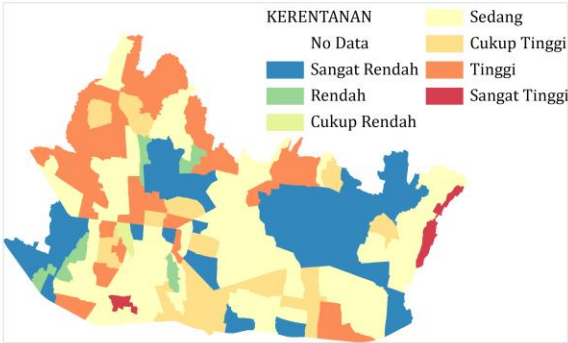 KERENTANAN
No Data
Sangat Rendah
Rendah
Cukup Rendah
Sedang
Cukup Tinggi
Tinggi
Sangat Tinggi